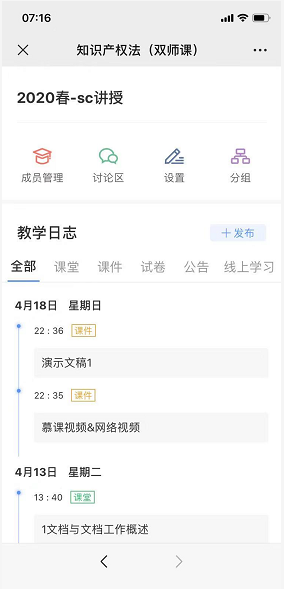 07:16
知识产权法（双师课）
2020春-sc讲授
成员管理
讨论区
设置
分组
教学日志
＋发布
全部 课堂 课件 试卷 公告 线上学习
4月18日 星期日
22：36 课件
演示文稿1
22：35 课件
慕课视频&网络视频
4月13日 星期二
13：40 课堂
1文档与文档工作概述